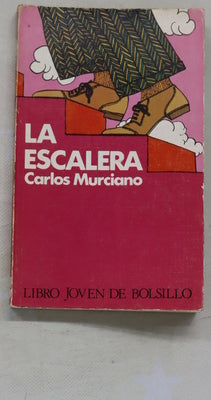 LA
ESCALERA
Carlos Murciano
LIBRO JOVEN DE BOLSILLO